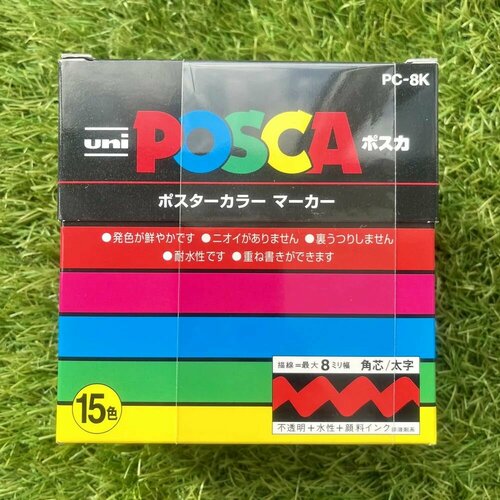 PC-8K
uni POSCA ポスカ
ポスターカラー マーカー
●発色が鮮やかです ●ニオイがありません ●裏うつりしません
●耐水性です ●重ね書きができます
描線=最大8ミリ幅 角芯/太字
15色
不透明+水性+顔料インク